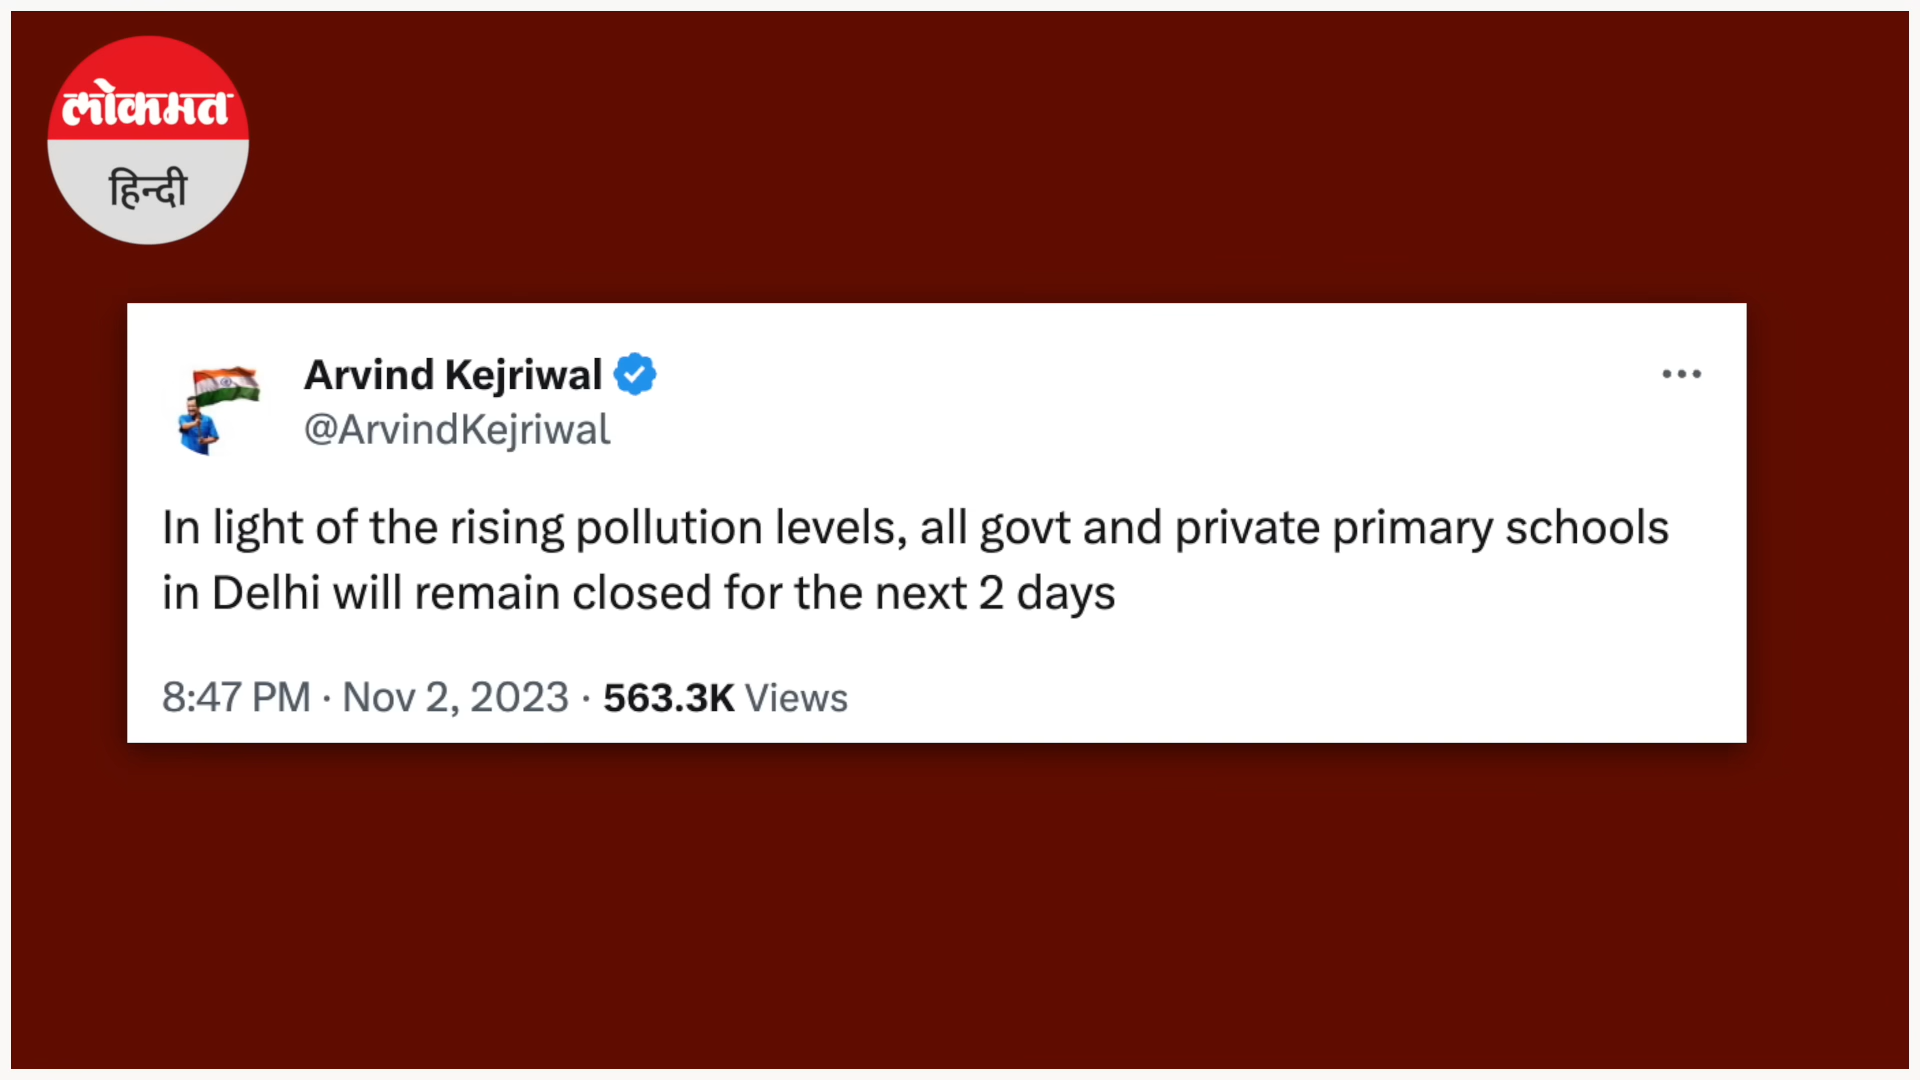 लोकमत
हिन्दी
Arvind Kejriwal
@ArvindKejriwal
In light of the rising pollution levels, all govt and private primary schools
in Delhi will remain closed for the next 2 days
8:47 PM · Nov 2, 2023 · 563.3K Views